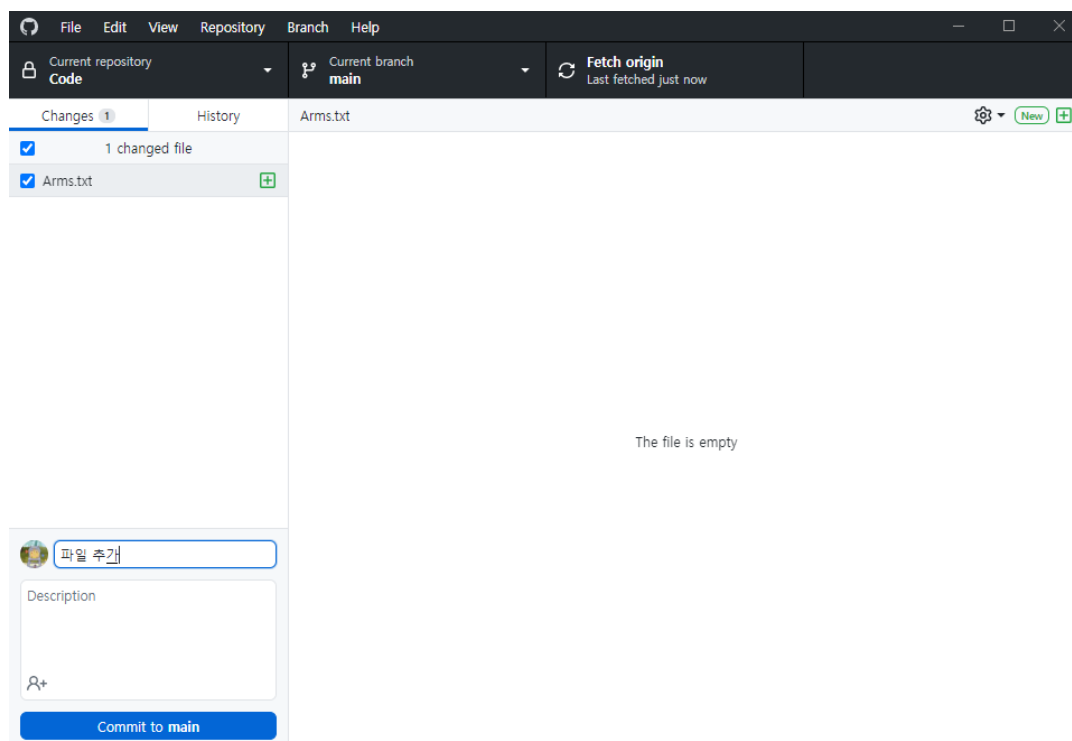 File Edit View Repository Branch Help
Current repository
Code
Current branch
main
Fetch origin
Last fetched just now
Changes 1 History
Arms.txt
New
1 changed file
Arms.txt
The file is empty
파일 추가
Description
Commit to main